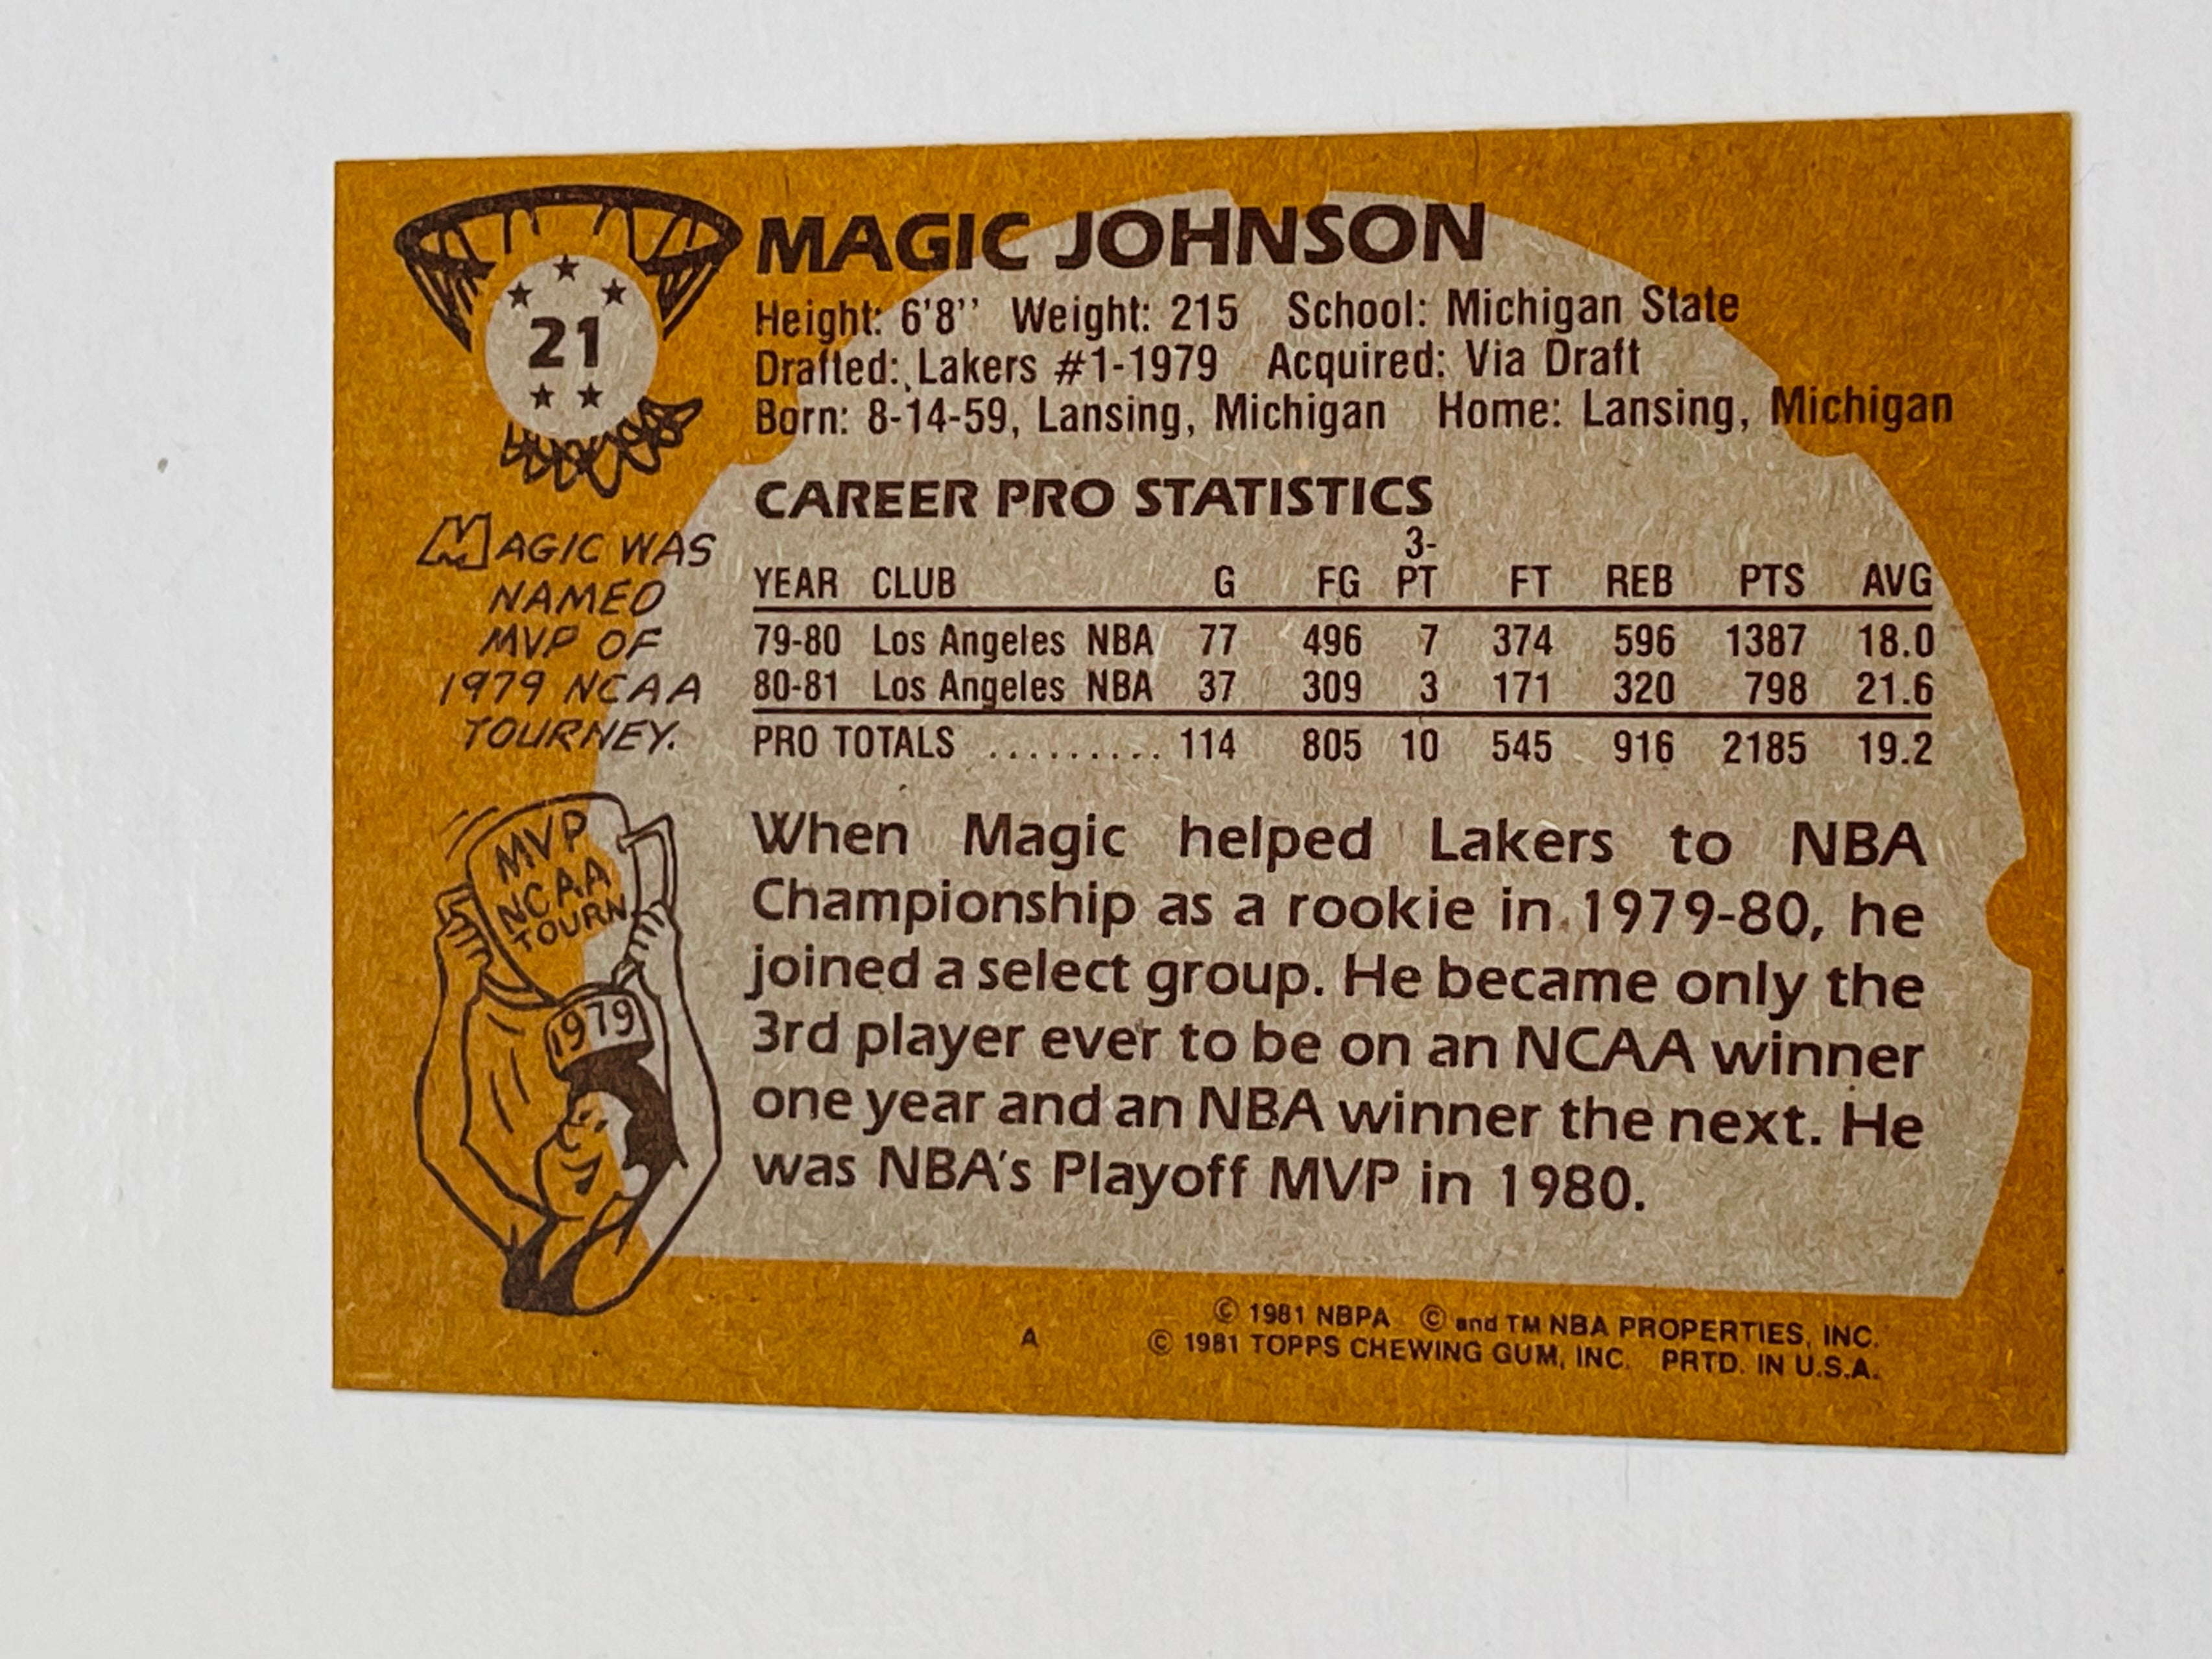 21
MAGIC JOHNSON
Height: 6'8'' Weight: 215 School: Michigan State
Drafted: Lakers #1-1979 Acquired: Via Draft
Born: 8-14-59, Lansing, Michigan Home: Lansing, Michigan
MAGIC WAS
NAMED
MVP OF
1979 NCAA
TOURNEY.
MVP
NCAA
TOURN
1979
CAREER PRO STATISTICS
3-
YEAR CLUB G FG PT FT REB PTS AVG
79-80 Los Angeles NBA 77 496 7 374 596 1387 18.0
80-81 Los Angeles NBA 37 309 3 171 320 798 21.6
PRO TOTALS ......... 114 805 10 545 916 2185 19.2
When Magic helped Lakers to NBA
Championship as a rookie in 1979-80, he
joined a select group. He became only the
3rd player ever to be on an NCAA winner
one year and an NBA winner the next. He
was NBA's Playoff MVP in 1980.
© 1981 NBPA © and TM NBA PROPERTIES, INC.
A © 1981 TOPPS CHEWING GUM, INC. PRTD. IN U.S.A.